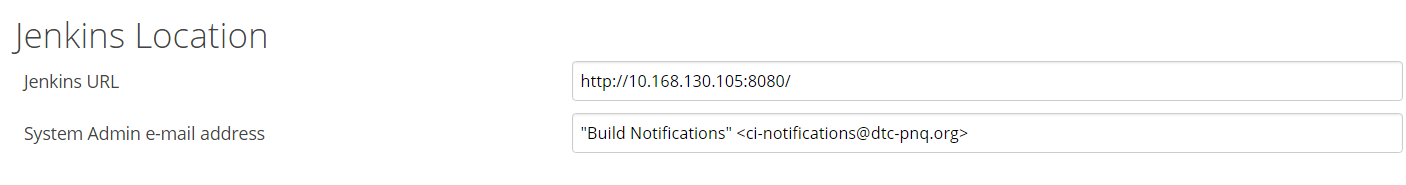 Jenkins Location
Jenkins URL http://10.168.130.105:8080/
System Admin e-mail address "Build Notifications" <ci-notifications@dtc-pnq.org>